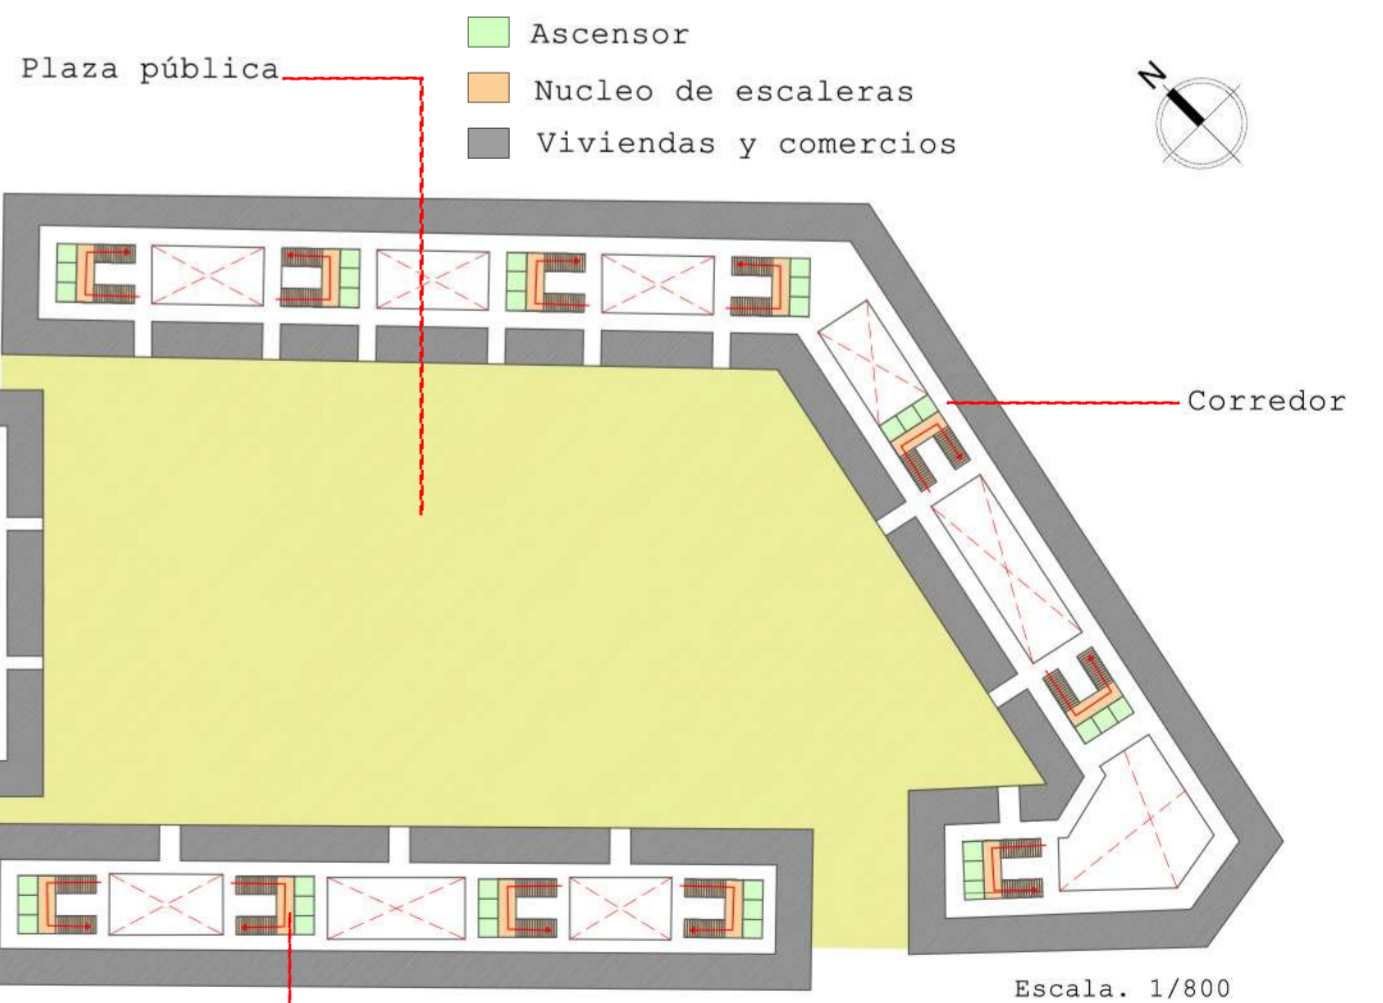 Ascensor
Plaza pública
Nucleo de escaleras
Viviendas y comercios
N
Corredor
Escala. 1/800